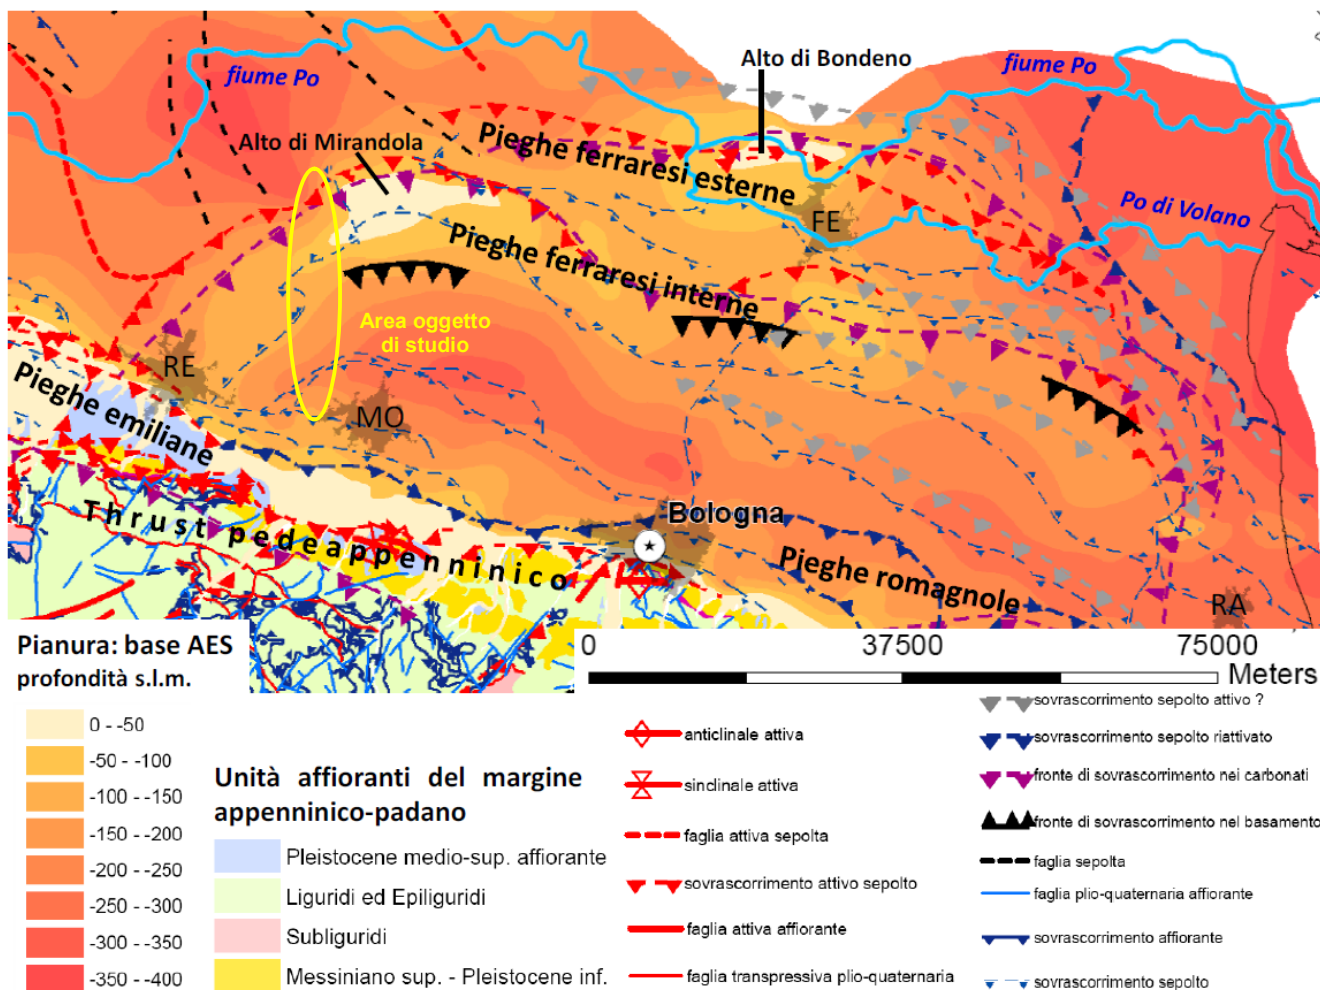 Alto di Bondeno
fiume Po
fiume Po
Alto di Mirandola
Pieghe ferraresi esterne
Po di Volano
FE
Pieghe ferraresi interne
Area oggetto
di studio
RE
Pieghe emiliane
MO
Bologna
Thrust pedeappenninico
Pieghe romagnole
RA
Pianura: base AES
profondità s.l.m.
0 37500 75000
Meters
0 - -50
-50 - -100
-100 - -150
-150 - -200
-200 - -250
-250 - -300
-300 - -350
-350 - -400
Unità affioranti del margine
appenninico-padano
Pleistocene medio-sup. affiorante
Liguridi ed Epiliguridi
Subliguridi
Messiniano sup. - Pleistocene inf.
anticlinale attiva
sinclinale attiva
faglia attiva sepolta
sovrascorrimento attivo sepolto
faglia attiva affiorante
faglia transpressiva plio-quaternaria
sovrascorrimento sepolto attivo ?
sovrascorrimento sepolto riattivato
fronte di sovrascorrimento nei carbonati
fronte di sovrascorrimento nel basamento
faglia sepolta
faglia plio-quaternaria affiorante
sovrascorrimento affiorante
sovrascorrimento sepolto